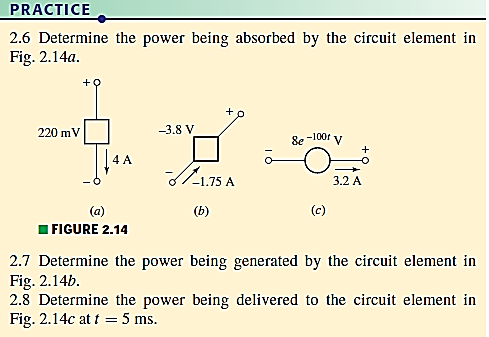 PRACTICE
2.6 Determine the power being absorbed by the circuit element in
Fig. 2.14a.
+
220 mV
4 A
–
(a)
+
–3.8 V
–
–1.75 A
(b)
8e –100t V
–
+
3.2 A
(c)
FIGURE 2.14
2.7 Determine the power being generated by the circuit element in
Fig. 2.14b.
2.8 Determine the power being delivered to the circuit element in
Fig. 2.14c at t = 5 ms.